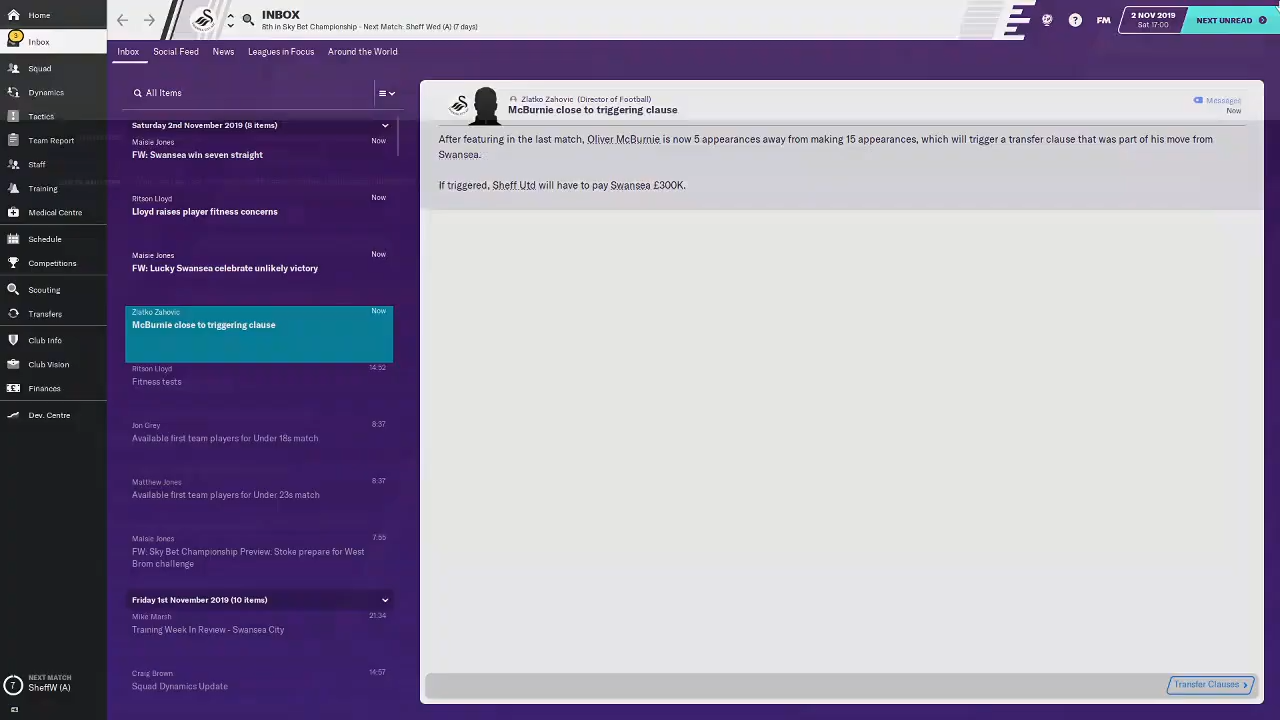 INBOX
8th in Sky Bet Championship - Next Match: Sheff Wed (A) (7 days)
FM
2 NOV 2019
Sat 17:00
NEXT UNREAD
3
Inbox
Squad
Dynamics
Tactics
Team Report
Staff
Training
Medical Centre
Schedule
Competitions
Scouting
Transfers
Club Info
Club Vision
Finances
Dev. Centre
7
NEXT MATCH
SheffW (A)
Inbox Social Feed News Leagues in Focus Around the World
All Items
Saturday 2nd November 2019 (8 items)
Maisie Jones Now
FW: Swansea win seven straight
Ritson Lloyd Now
Lloyd raises player fitness concerns
Maisie Jones Now
FW: Lucky Swansea celebrate unlikely victory
Zlatko Zahovic Now
McBurnie close to triggering clause
Ritson Lloyd 14:52
Fitness tests
Jon Grey 8:37
Available first team players for Under 18s match
Matthew Jones 8:37
Available first team players for Under 23s match
Maisie Jones 7:55
FW: Sky Bet Championship Preview: Stoke prepare for West
Brom challenge
Friday 1st November 2019 (10 items)
Mike Marsh 21:34
Training Week In Review - Swansea City
Craig Brown 14:57
Squad Dynamics Update
Zlatko Zahovic (Director of Football)
McBurnie close to triggering clause
Messages
Now
After featuring in the last match, Oliver McBurnie is now 5 appearances away from making 15 appearances, which will trigger a transfer clause that was part of his move from
Swansea.
If triggered, Sheff Utd will have to pay Swansea £300K.
Transfer Clauses